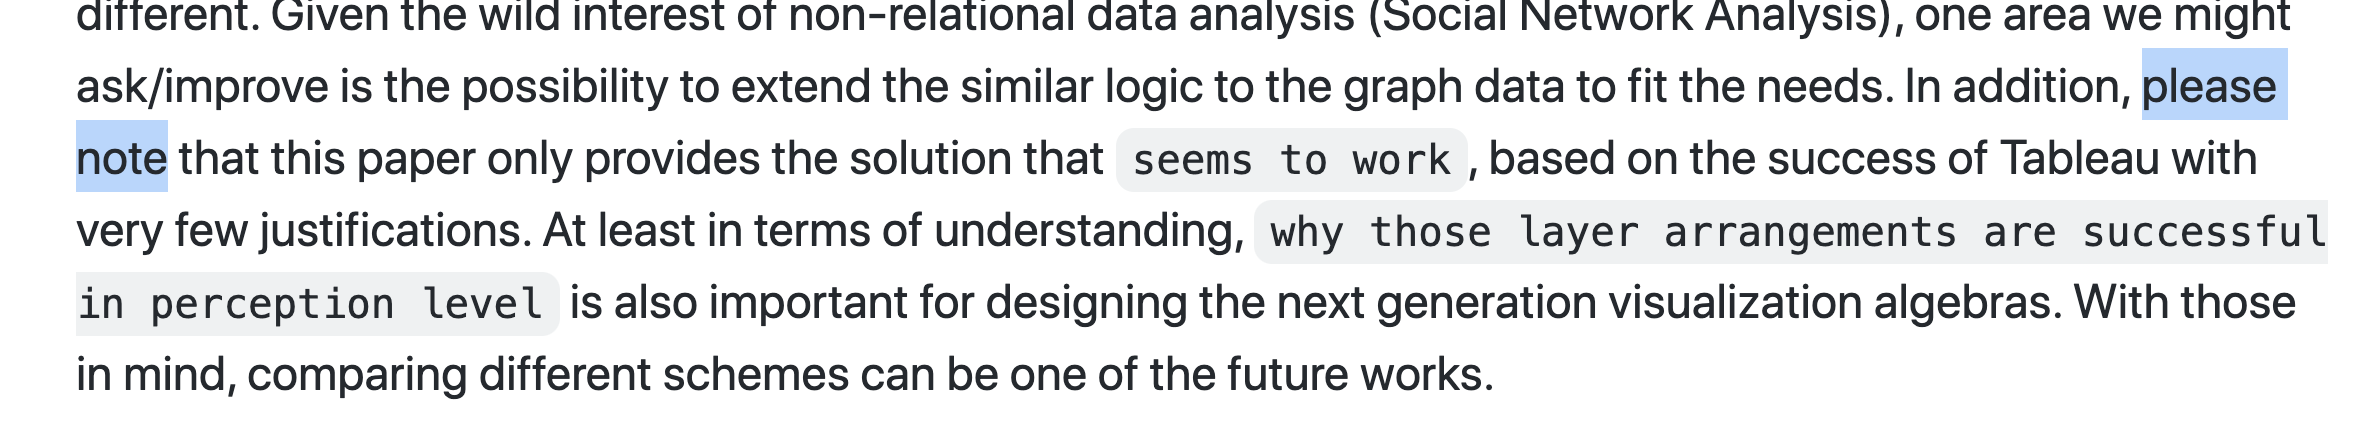 different. Given the wild interest of non-relational data analysis (Social Network Analysis), one area we might
ask/improve is the possibility to extend the similar logic to the graph data to fit the needs. In addition, please
note that this paper only provides the solution that seems to work, based on the success of Tableau with
very few justifications. At least in terms of understanding, why those layer arrangements are successful
in perception level is also important for designing the next generation visualization algebras. With those
in mind, comparing different schemes can be one of the future works.